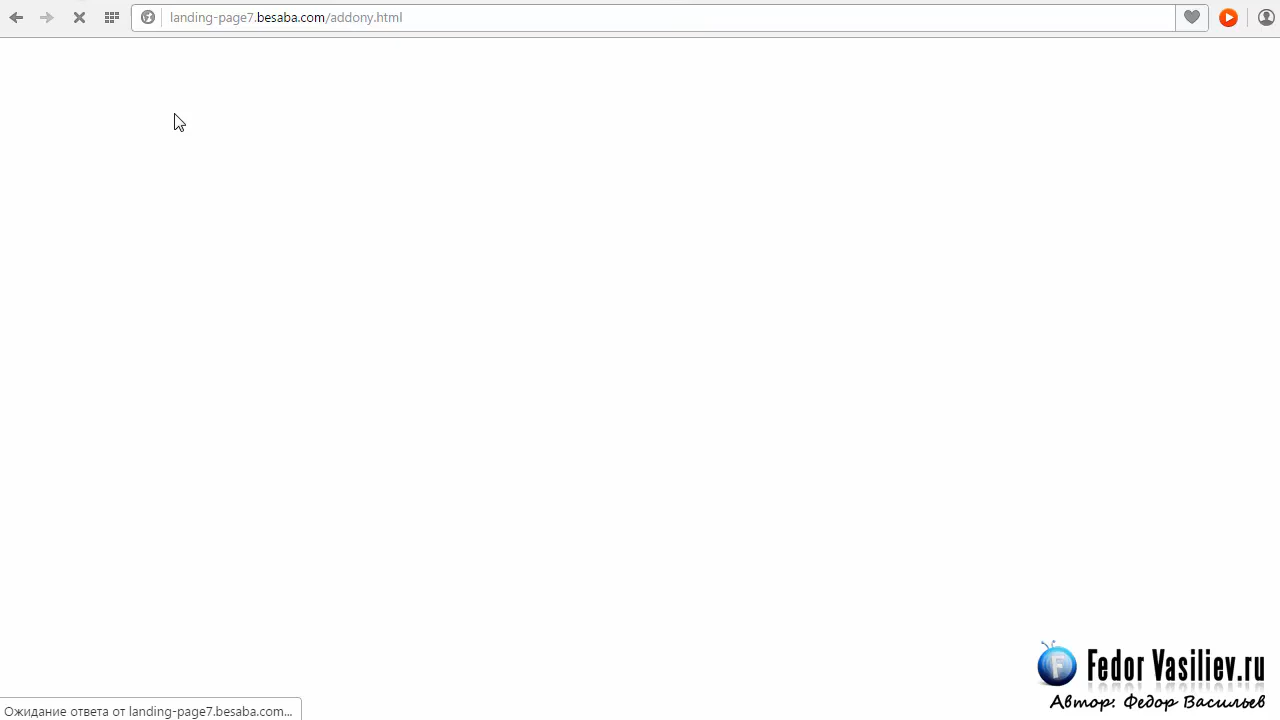 landing-page7.besaba.com/addony.html
F
Fedor Vasiliev.ru
Автор: Федор Васильев
Ожидание ответа от landing-page7.besaba.com...